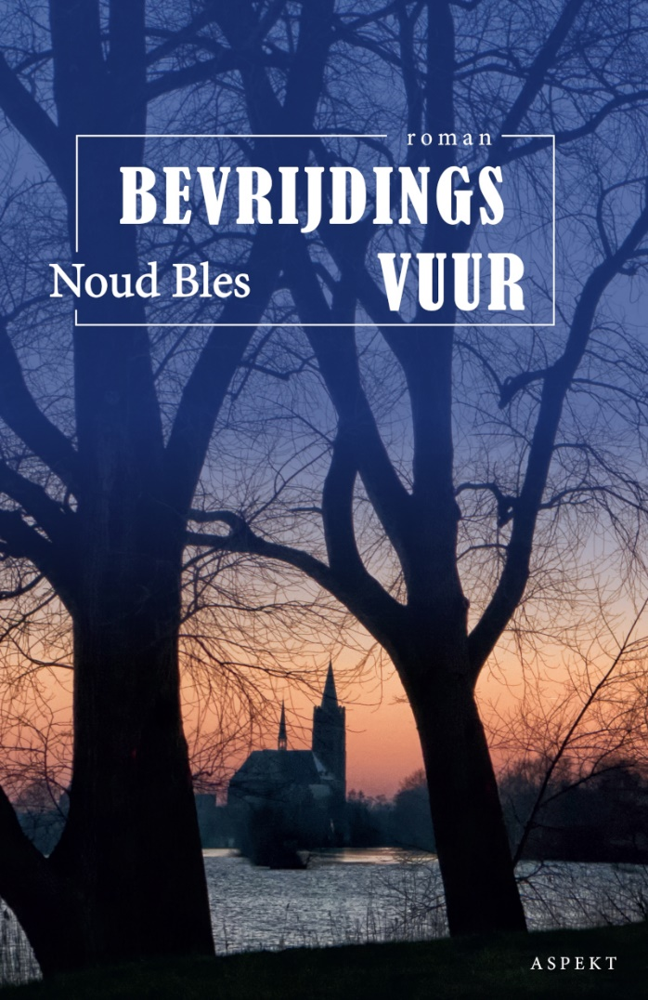 roman
BEVRIJDINGS
VUUR
Noud Bles
ASPEKT